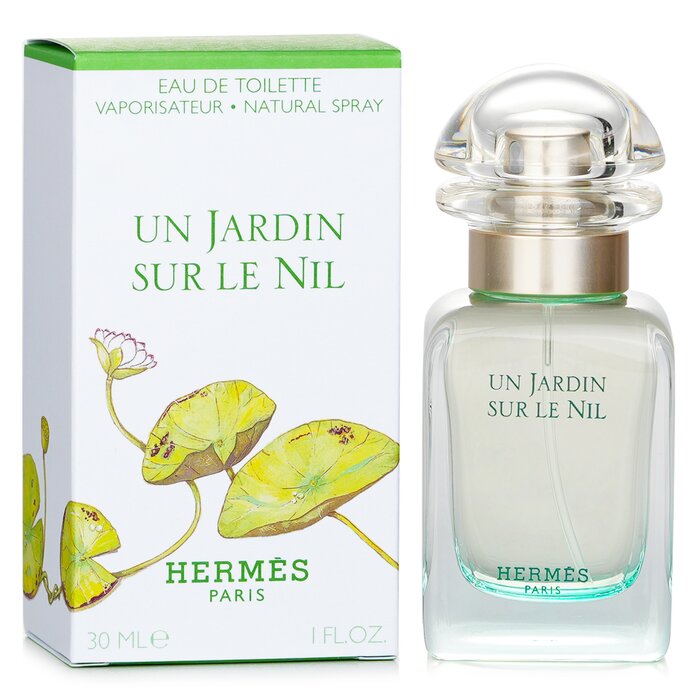 EAU DE TOILETTE
VAPORISATEUR • NATURAL SPRAY
UN JARDIN
SUR LE NIL
HERMÈS
PARIS
30 ML℮
1 FL.OZ.
UN JARDIN
SUR LE NIL
HERMÈS
PARIS